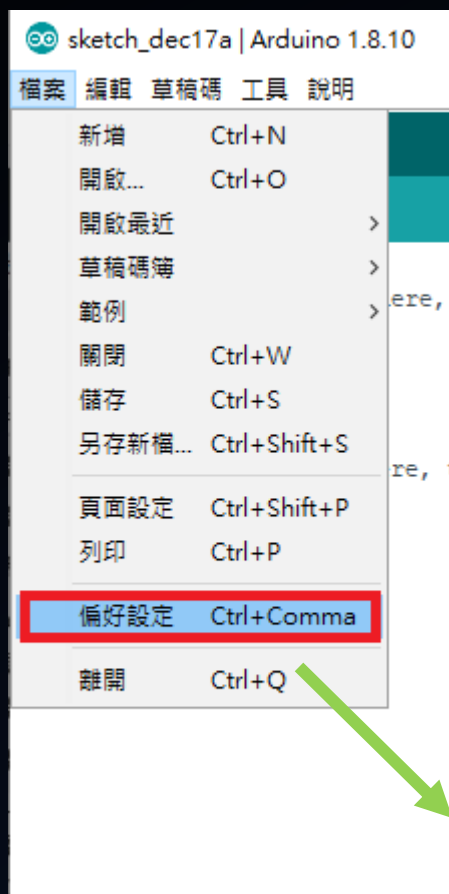 sketch_dec17a | Arduino 1.8.10
檔案 編輯 草稿碼 工具 說明
新增 Ctrl+N
開啟... Ctrl+O
開啟最近
草稿碼簿
範例
ere,
關閉 Ctrl+W
儲存 Ctrl+S
另存新檔... Ctrl+Shift+S
re,
頁面設定 Ctrl+Shift+P
列印 Ctrl+P
偏好設定 Ctrl+Comma
離開 Ctrl+Q